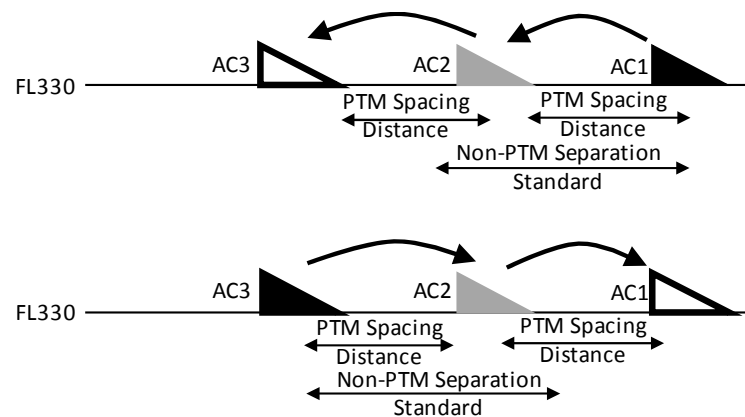 AC3 AC2 AC1
FL330
PTM Spacing PTM Spacing
Distance Distance
Non-PTM Separation
Standard
AC3 AC2 AC1
FL330
PTM Spacing PTM Spacing
Distance Distance
Non-PTM Separation
Standard